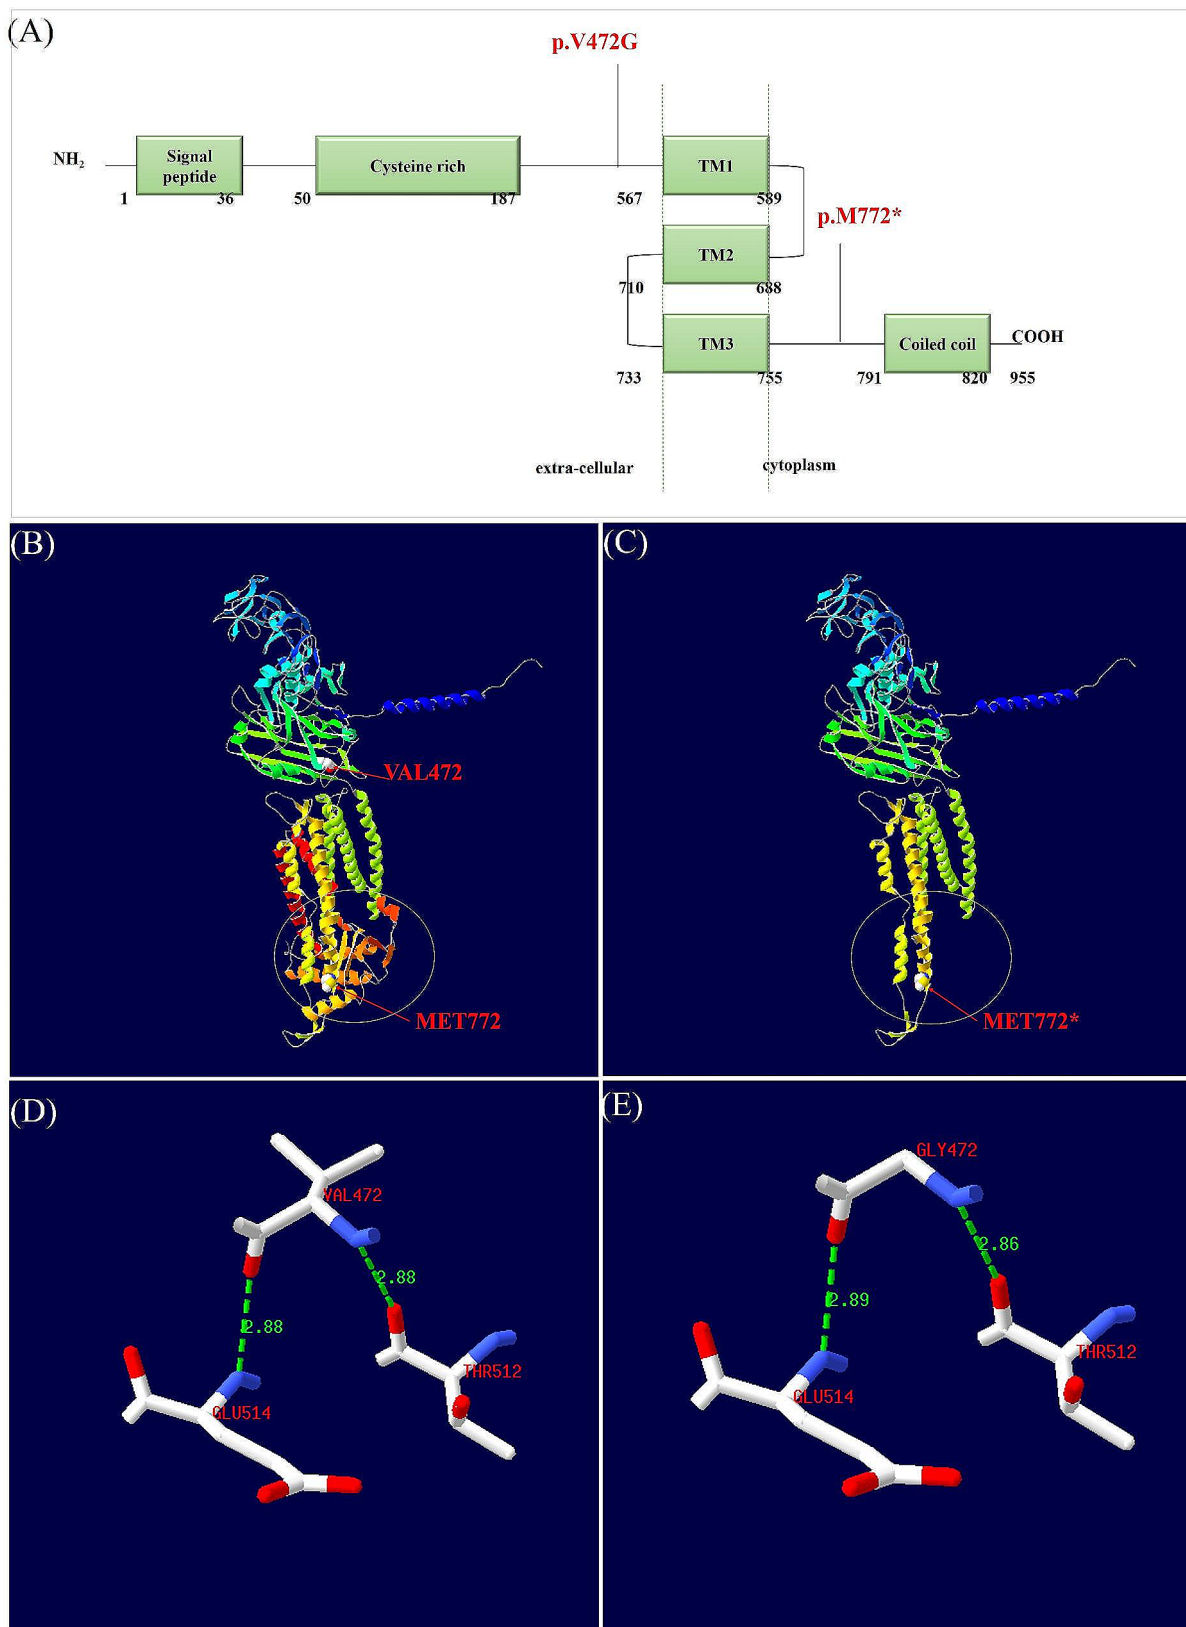 (A)
p.V472G
NH2
Signal
peptide
Cysteine rich
TM1
1
36
50
187
567
589
p.M772*
TM2
710
688
TM3
Coiled coil
COOH
733
755
791
820
955
extra-cellular
cytoplasm
(B)
VAL472
MET772
(C)
MET772*
(D)
VAL472
2.88
2.88
THR512
GLU514
(E)
GLY472
2.86
2.89
THR512
GLU514